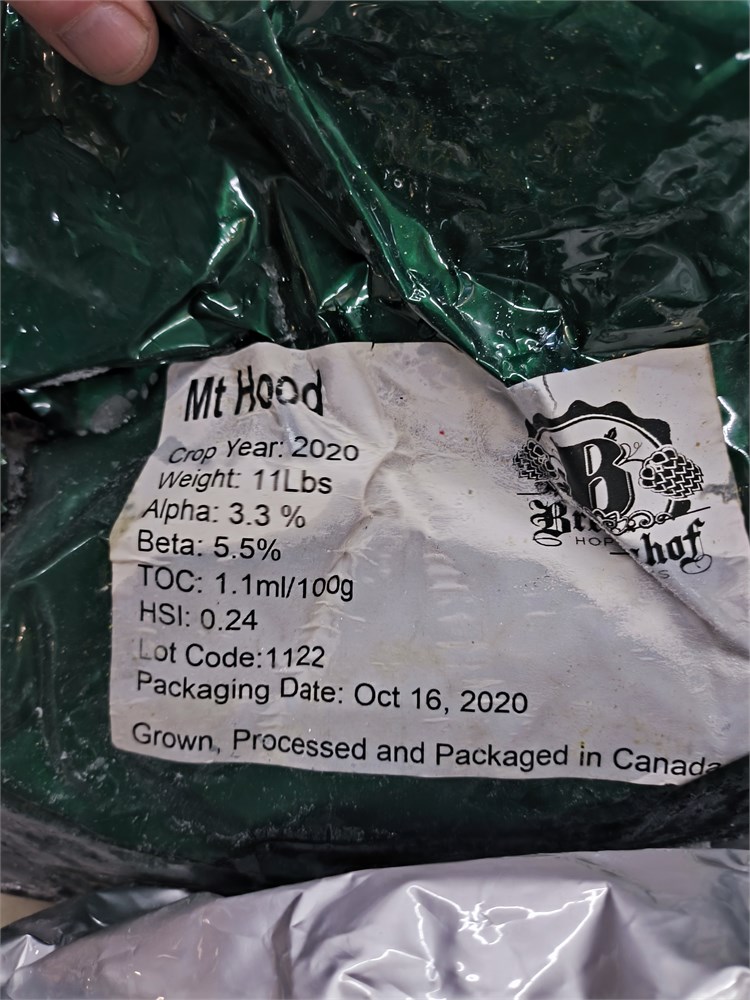 Mt Hood
Crop Year: 2020
Weight: 11Lbs
Alpha: 3.3 %
Beta: 5.5%
TOC: 1.1ml/100g
HSI: 0.24
Lot Code:1122
Packaging Date: Oct 16, 2020
Grown, Processed and Packaged in Canada
B